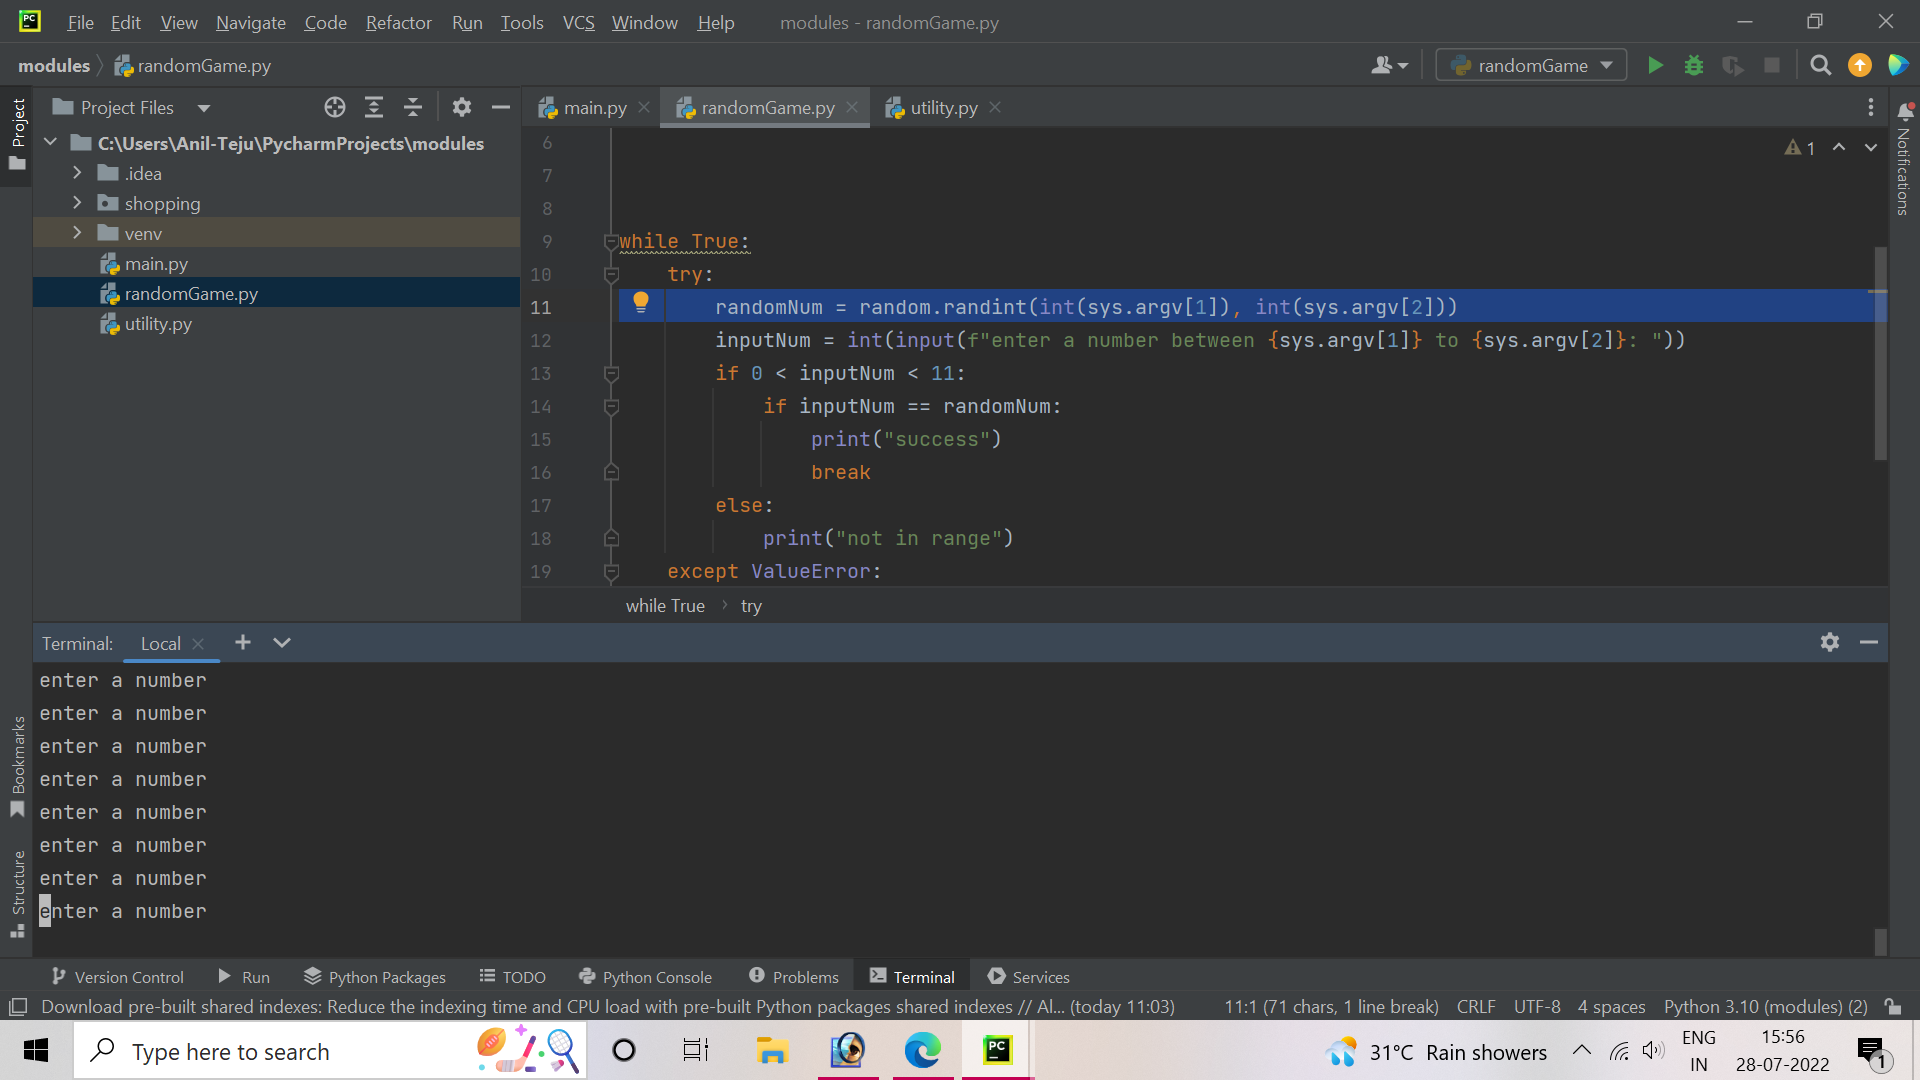 PC File Edit View Navigate Code Refactor Run Tools VCS Window Help modules - randomGame.py
modules randomGame.py randomGame
Project Files main.py randomGame.py utility.py
Project
C:\Users\Anil-Teju\PycharmProjects\modules
.idea
shopping
venv
main.py
randomGame.py
utility.py
1
Notifications
6
7
8
9 while True:
10 try:
11 randomNum = random.randint(int(sys.argv[1]), int(sys.argv[2]))
12 inputNum = int(input(f"enter a number between {sys.argv[1]} to {sys.argv[2]}: "))
13 if 0 < inputNum < 11:
14 if inputNum == randomNum:
15 print("success")
16 break
17 else:
18 print("not in range")
19 except ValueError:
while True › try
Terminal: Local
enter a number
enter a number
enter a number
enter a number
enter a number
enter a number
enter a number
enter a number
Bookmarks
Structure
Version Control Run Python Packages TODO Python Console Problems Terminal Services
Download pre-built shared indexes: Reduce the indexing time and CPU load with pre-built Python packages shared indexes // Al... (today 11:03) 11:1 (71 chars, 1 line break) CRLF UTF-8 4 spaces Python 3.10 (modules) (2)
Type here to search PC 31°C Rain showers ENG IN 15:56 28-07-2022 1